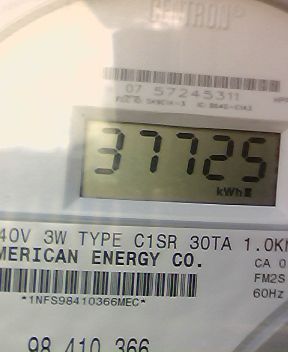 CENTRON®
07 57245311
37725
kWh
40V 3W TYPE C1SR 30TA 1.0K
MERICAN ENERGY CO.
CA 0
FM2S
60Hz
*1NFS98410366MEC*
98 410 366